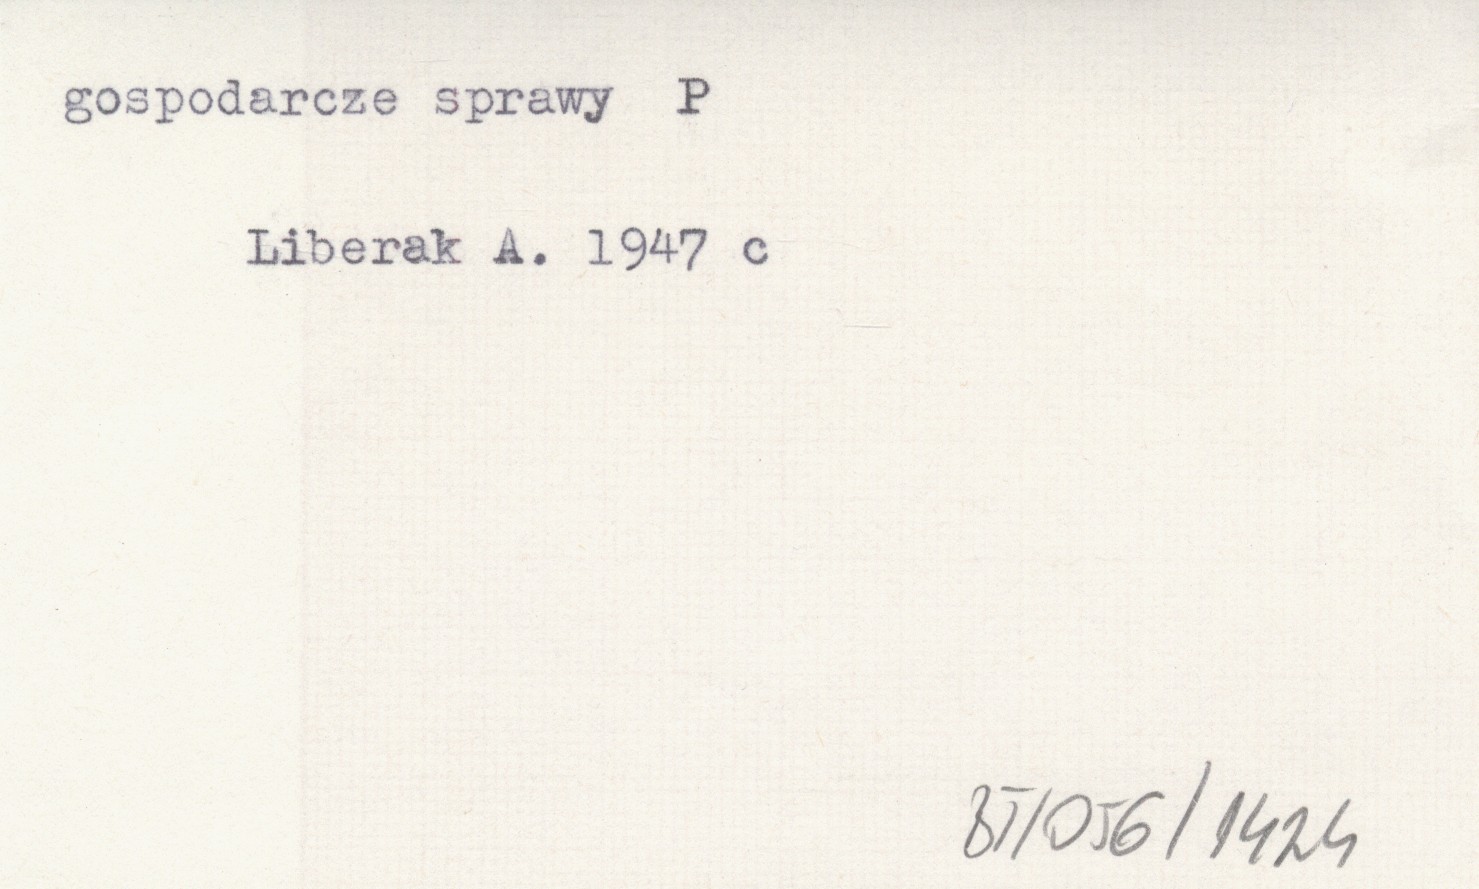 gospodarcze sprawy P
Liberak A. 1947 c
BT/056/1424